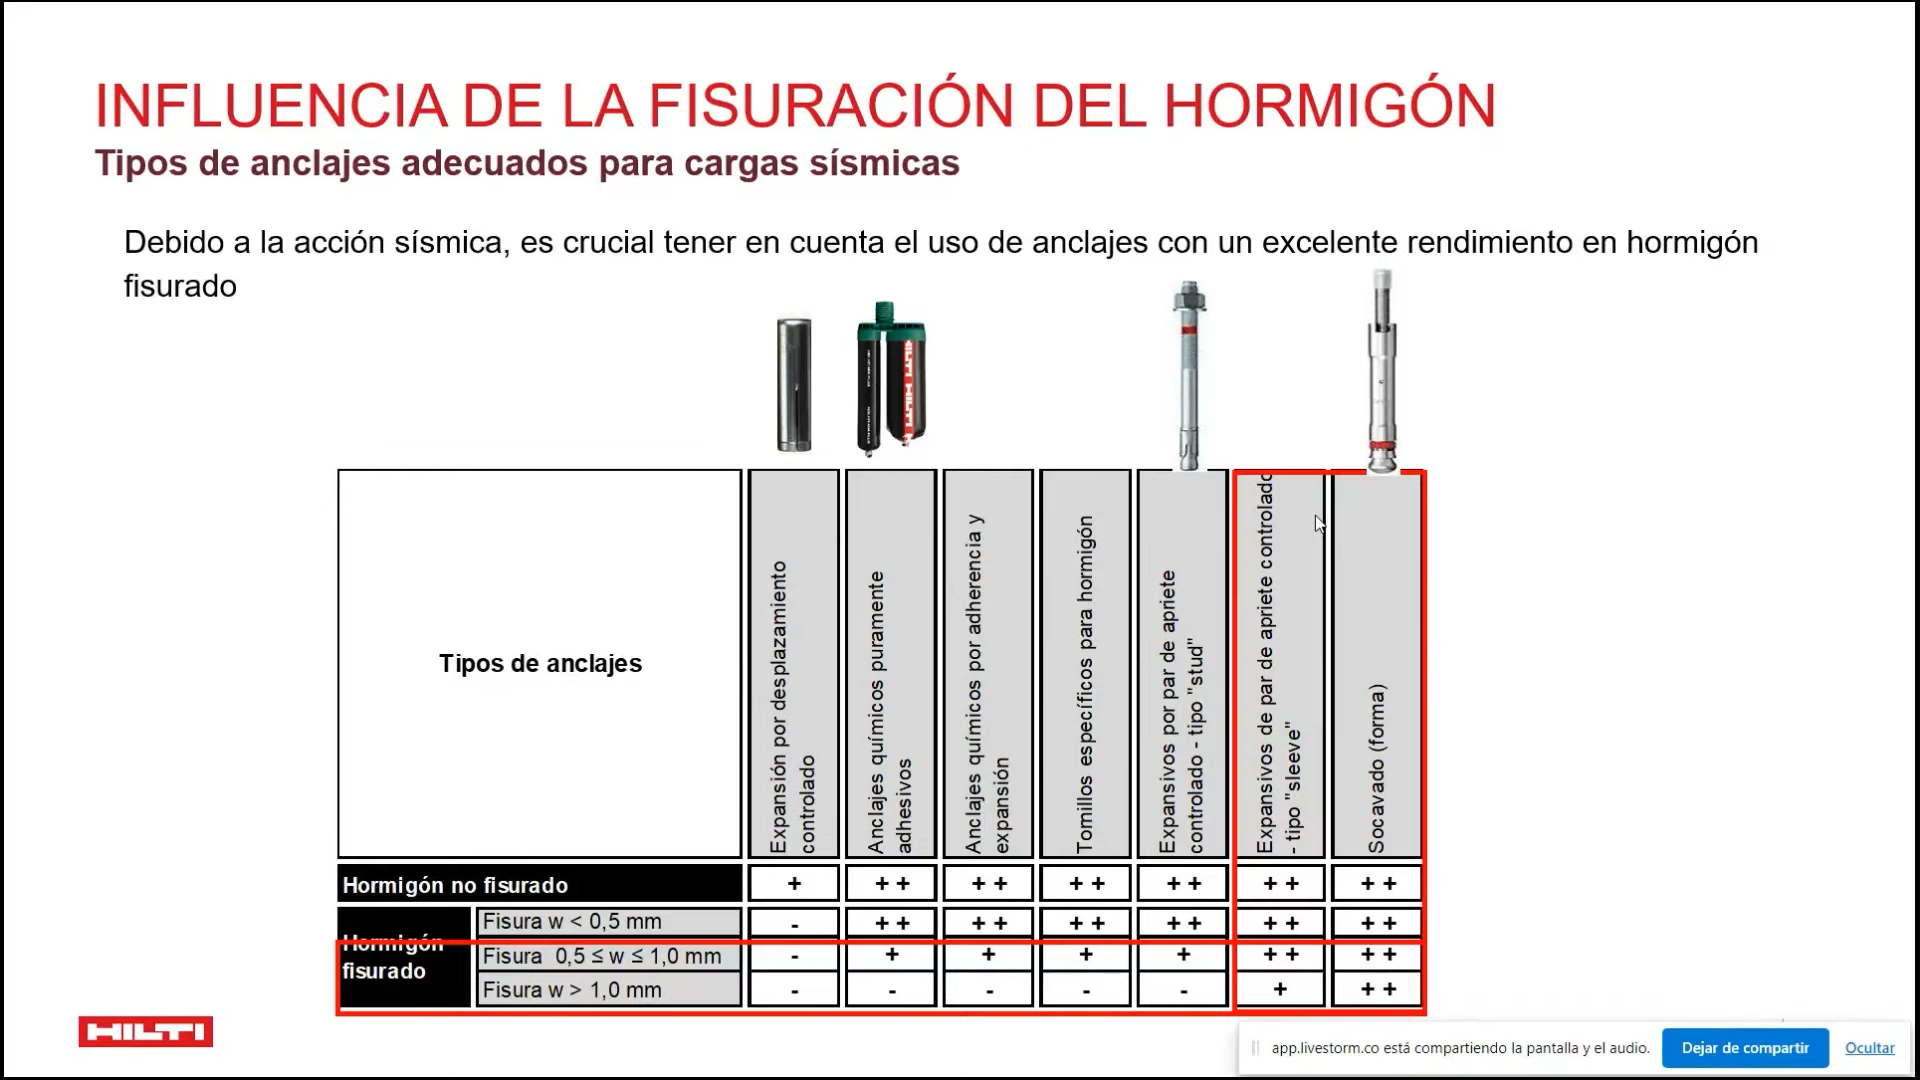 INFLUENCIA DE LA FISURACIÓN DEL HORMIGÓN
Tipos de anclajes adecuados para cargas sísmicas
Debido a la acción sísmica, es crucial tener en cuenta el uso de anclajes con un excelente rendimiento en hormigón
fisurado
HILTI
Tipos de anclajes
Expansión por desplazamiento
controlado
Anclajes químicos puramente
adhesivos
Anclajes químicos por adherencia y
expansión
Tornillos específicos para hormigón
Expansivos por par de apriete
controlado - tipo "stud"
Expansivos de par de apriete controlado
- tipo "sleeve"
Socavado (forma)
Hormigón no fisurado + ++ ++ ++ ++ ++ ++
Hormigón
fisurado
Fisura w < 0,5 mm - ++ ++ ++ ++ ++ ++
Fisura 0,5 ≤ w ≤ 1,0 mm - + + + + ++ ++
Fisura w > 1,0 mm - - - - - + ++
HILTI
app.livestorm.co está compartiendo la pantalla y el audio.
Dejar de compartir
Ocultar